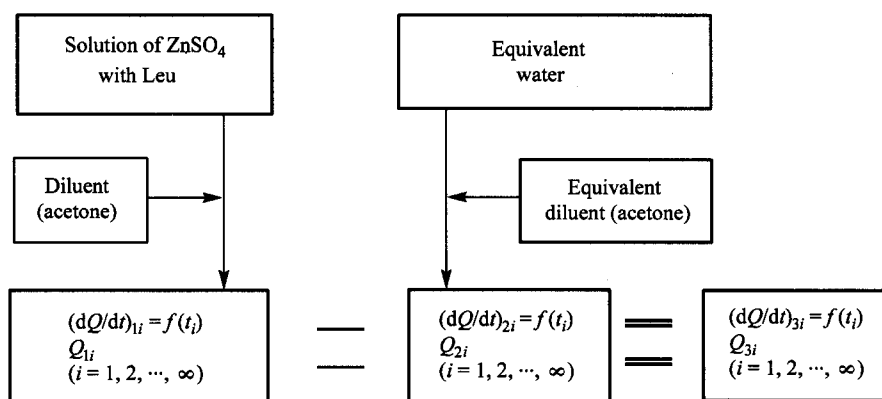 Solution of ZnSO₄
with Leu
Equivalent
water
Diluent
(acetone)
Equivalent
diluent (acetone)
(dQ/dt)₁ᵢ = f(tᵢ)
Q₁ᵢ
(i = 1, 2, ···, ∞)
(dQ/dt)₂ᵢ = f(tᵢ)
Q₂ᵢ
(i = 1, 2, ···, ∞)
(dQ/dt)₃ᵢ = f(tᵢ)
Q₃ᵢ
(i = 1, 2, ···, ∞)